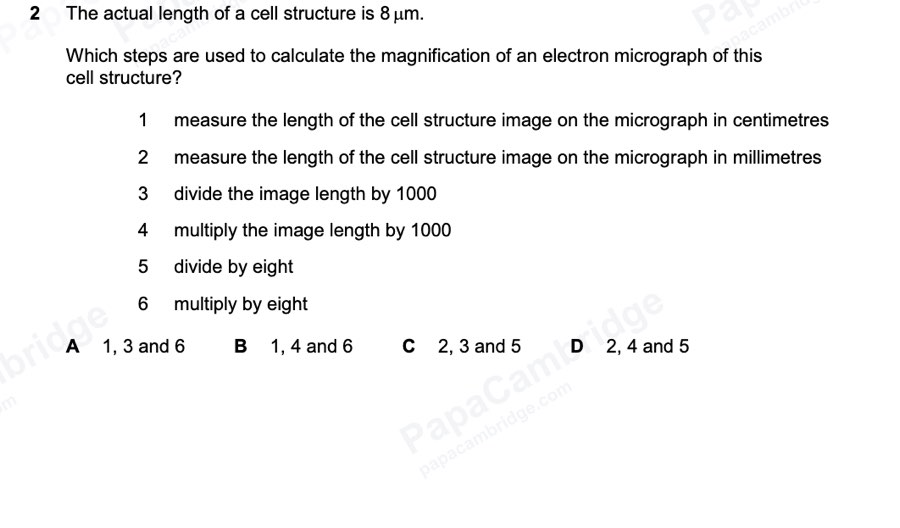 2 The actual length of a cell structure is 8 μm.
Which steps are used to calculate the magnification of an electron micrograph of this
cell structure?
1 measure the length of the cell structure image on the micrograph in centimetres
2 measure the length of the cell structure image on the micrograph in millimetres
3 divide the image length by 1000
4 multiply the image length by 1000
5 divide by eight
6 multiply by eight
A 1, 3 and 6 B 1, 4 and 6 C 2, 3 and 5 D 2, 4 and 5
PapaCambridge
papacambridge.com